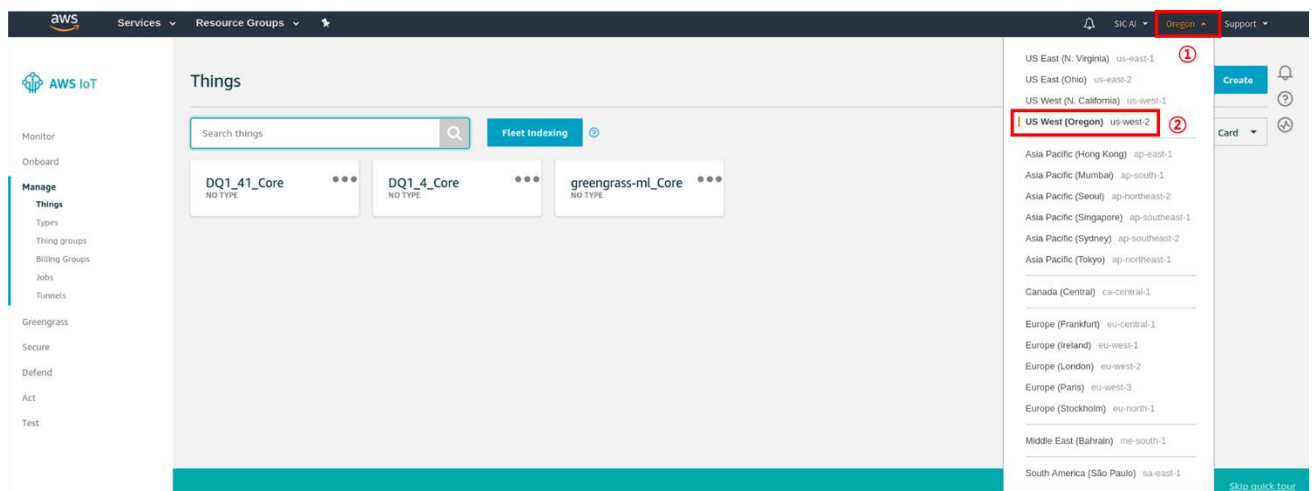 aws Services Resource Groups SIC AI Oregon Support
①
AWS IoT
Monitor
Onboard
Manage
Things
Types
Thing groups
Billing Groups
Jobs
Tunnels
Greengrass
Secure
Defend
Act
Test
Things
Create
Search things
Fleet Indexing
Card
DQ1_41_Core
NO TYPE
DQ1_4_Core
NO TYPE
greengrass-ml_Core
NO TYPE
US East (N. Virginia) us-east-1
US East (Ohio) us-east-2
US West (N. California) us-west-1
US West (Oregon) us-west-2
②
Asia Pacific (Hong Kong) ap-east-1
Asia Pacific (Mumbai) ap-south-1
Asia Pacific (Seoul) ap-northeast-2
Asia Pacific (Singapore) ap-southeast-1
Asia Pacific (Sydney) ap-southeast-2
Asia Pacific (Tokyo) ap-northeast-1
Canada (Central) ca-central-1
Europe (Frankfurt) eu-central-1
Europe (Ireland) eu-west-1
Europe (London) eu-west-2
Europe (Paris) eu-west-3
Europe (Stockholm) eu-north-1
Middle East (Bahrain) me-south-1
South America (São Paulo) sa-east-1
Skip quick tour